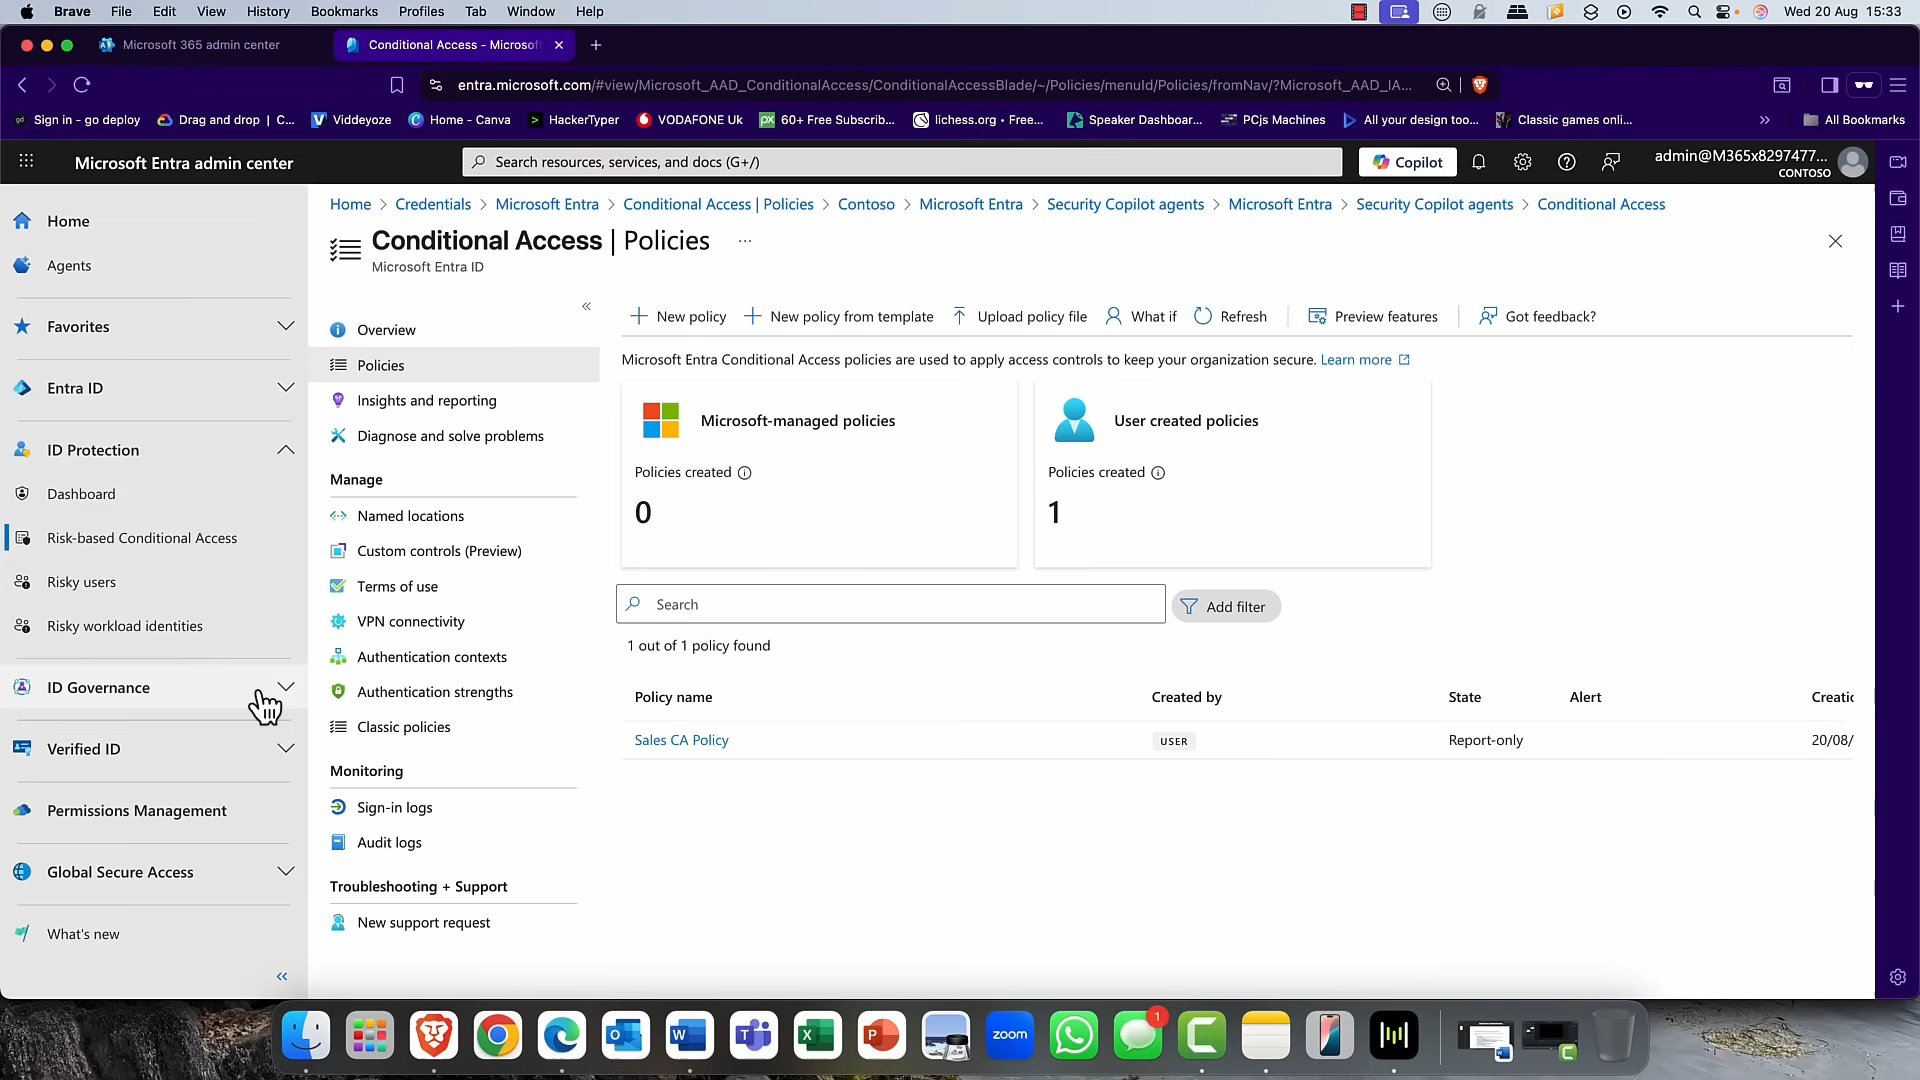 Brave File Edit View History Bookmarks Profiles Tab Window Help Wed 20 Aug 15:33
Microsoft 365 admin center Conditional Access - Microsof
entra.microsoft.com/#view/Microsoft_AAD_ConditionalAccess/ConditionalAccessBlade/~/Policies/menuId/Policies/fromNav/?Microsoft_AAD_IA...
Sign in - go deploy Drag and drop | C... Viddeyoze Home - Canva HackerTyper VODAFONE Uk 60+ Free Subscrib... lichess.org • Free... Speaker Dashboar... PCjs Machines All your design too... Classic games onli... » All Bookmarks
Microsoft Entra admin center
Search resources, services, and docs (G+/)
Copilot
admin@M365x8297477...
CONTOSO
Home
Agents
Favorites
Entra ID
ID Protection
Dashboard
Risk-based Conditional Access
Risky users
Risky workload identities
ID Governance
Verified ID
Permissions Management
Global Secure Access
What's new
Home > Credentials > Microsoft Entra > Conditional Access | Policies > Contoso > Microsoft Entra > Security Copilot agents > Microsoft Entra > Security Copilot agents > Conditional Access
Conditional Access | Policies ...
Microsoft Entra ID
Overview
Policies
Insights and reporting
Diagnose and solve problems
Manage
Named locations
Custom controls (Preview)
Terms of use
VPN connectivity
Authentication contexts
Authentication strengths
Classic policies
Monitoring
Sign-in logs
Audit logs
Troubleshooting + Support
New support request
New policy New policy from template Upload policy file What if Refresh Preview features Got feedback?
Microsoft Entra Conditional Access policies are used to apply access controls to keep your organization secure. Learn more
Microsoft-managed policies
Policies created
0
User created policies
Policies created
1
Search
Add filter
1 out of 1 policy found
Policy name Created by State Alert Creatic
Sales CA Policy USER Report-only 20/08/
zoom
1